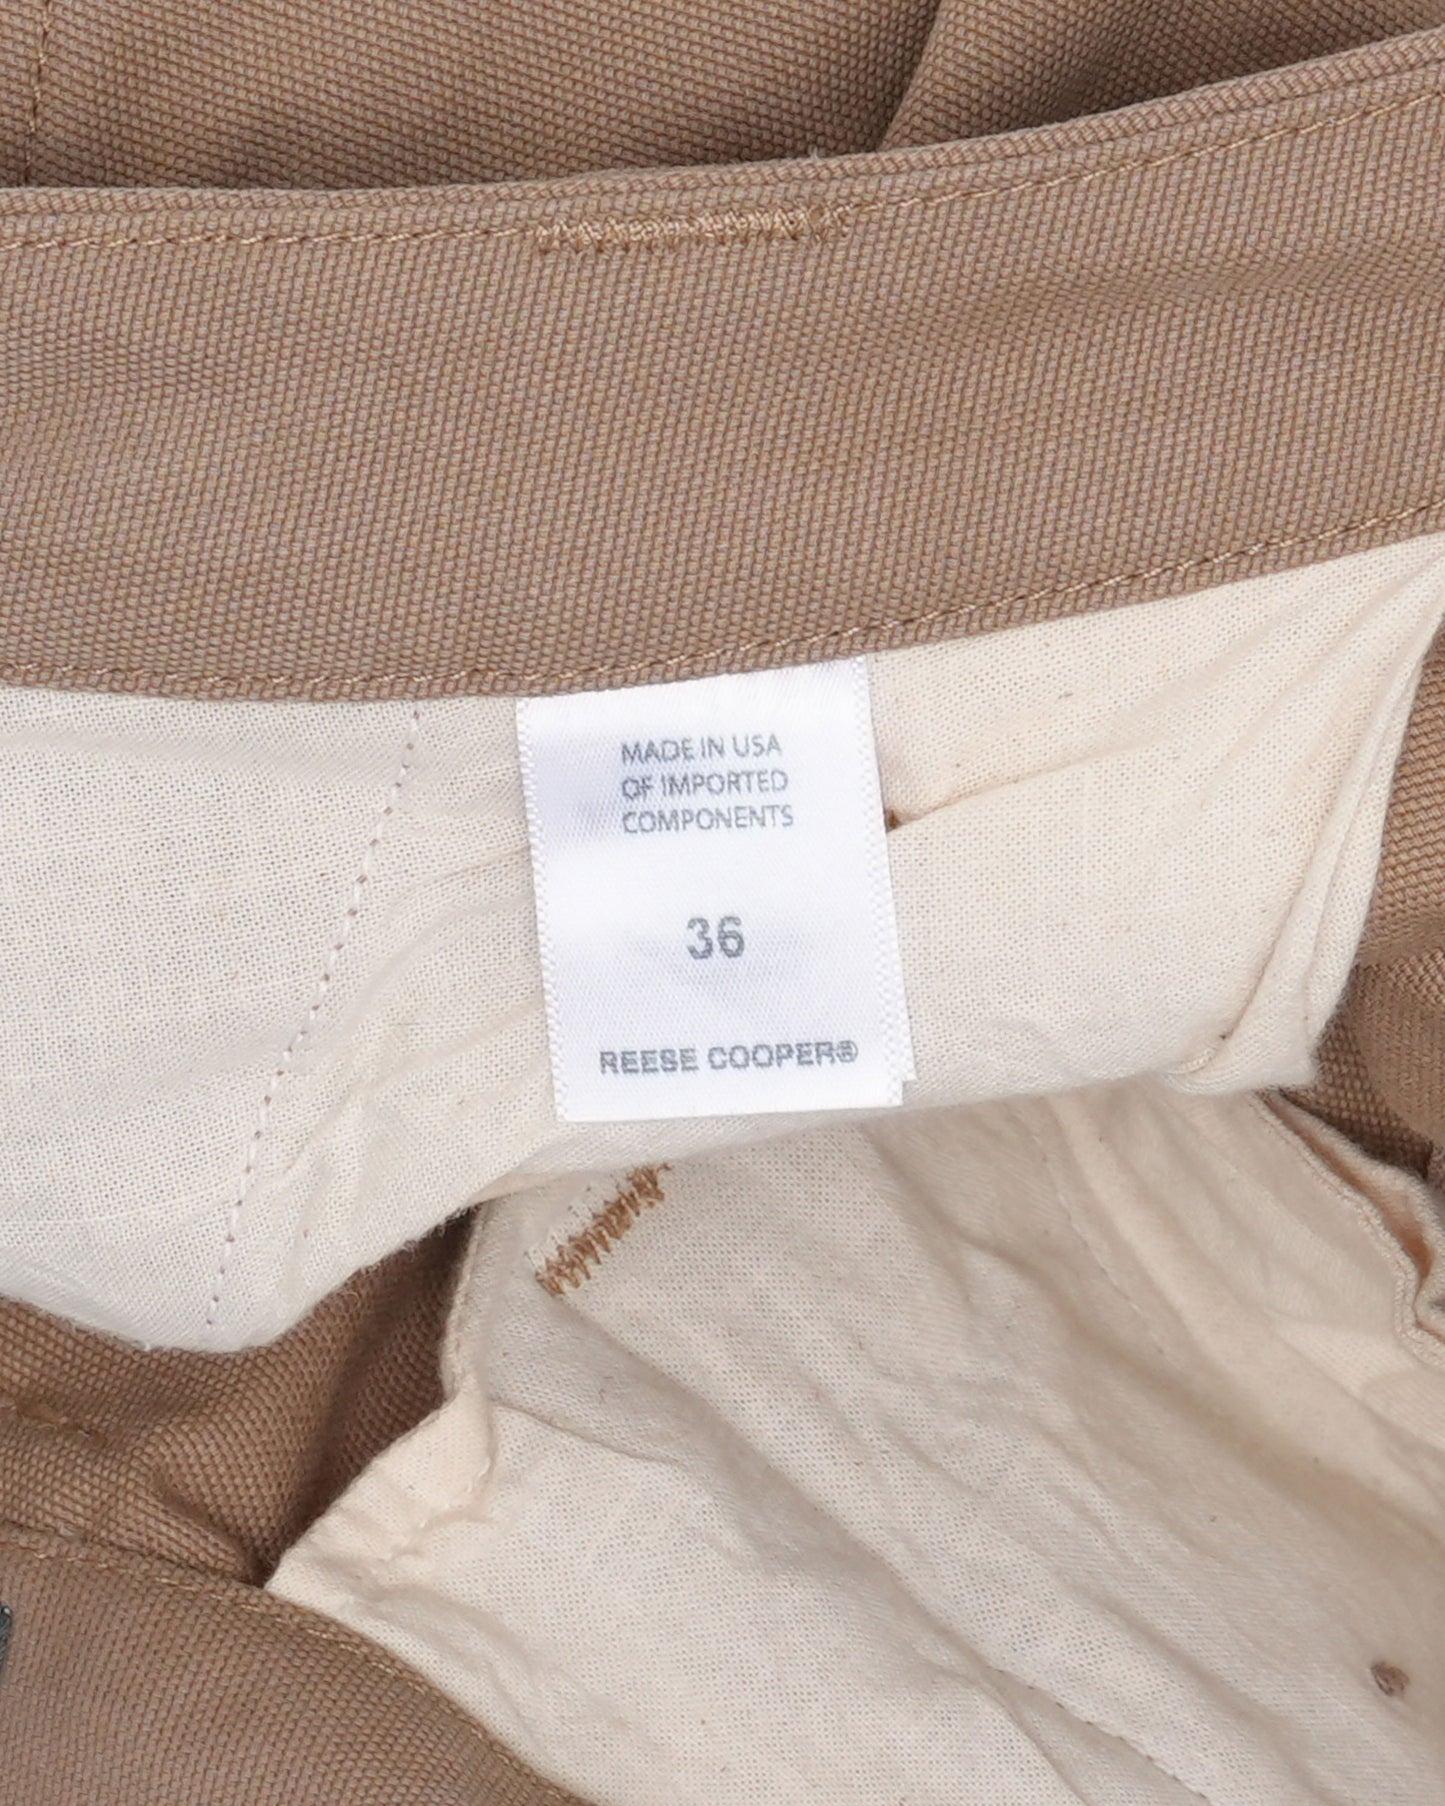 MADE IN USA
OF IMPORTED
COMPONENTS
36
REESE COOPER®